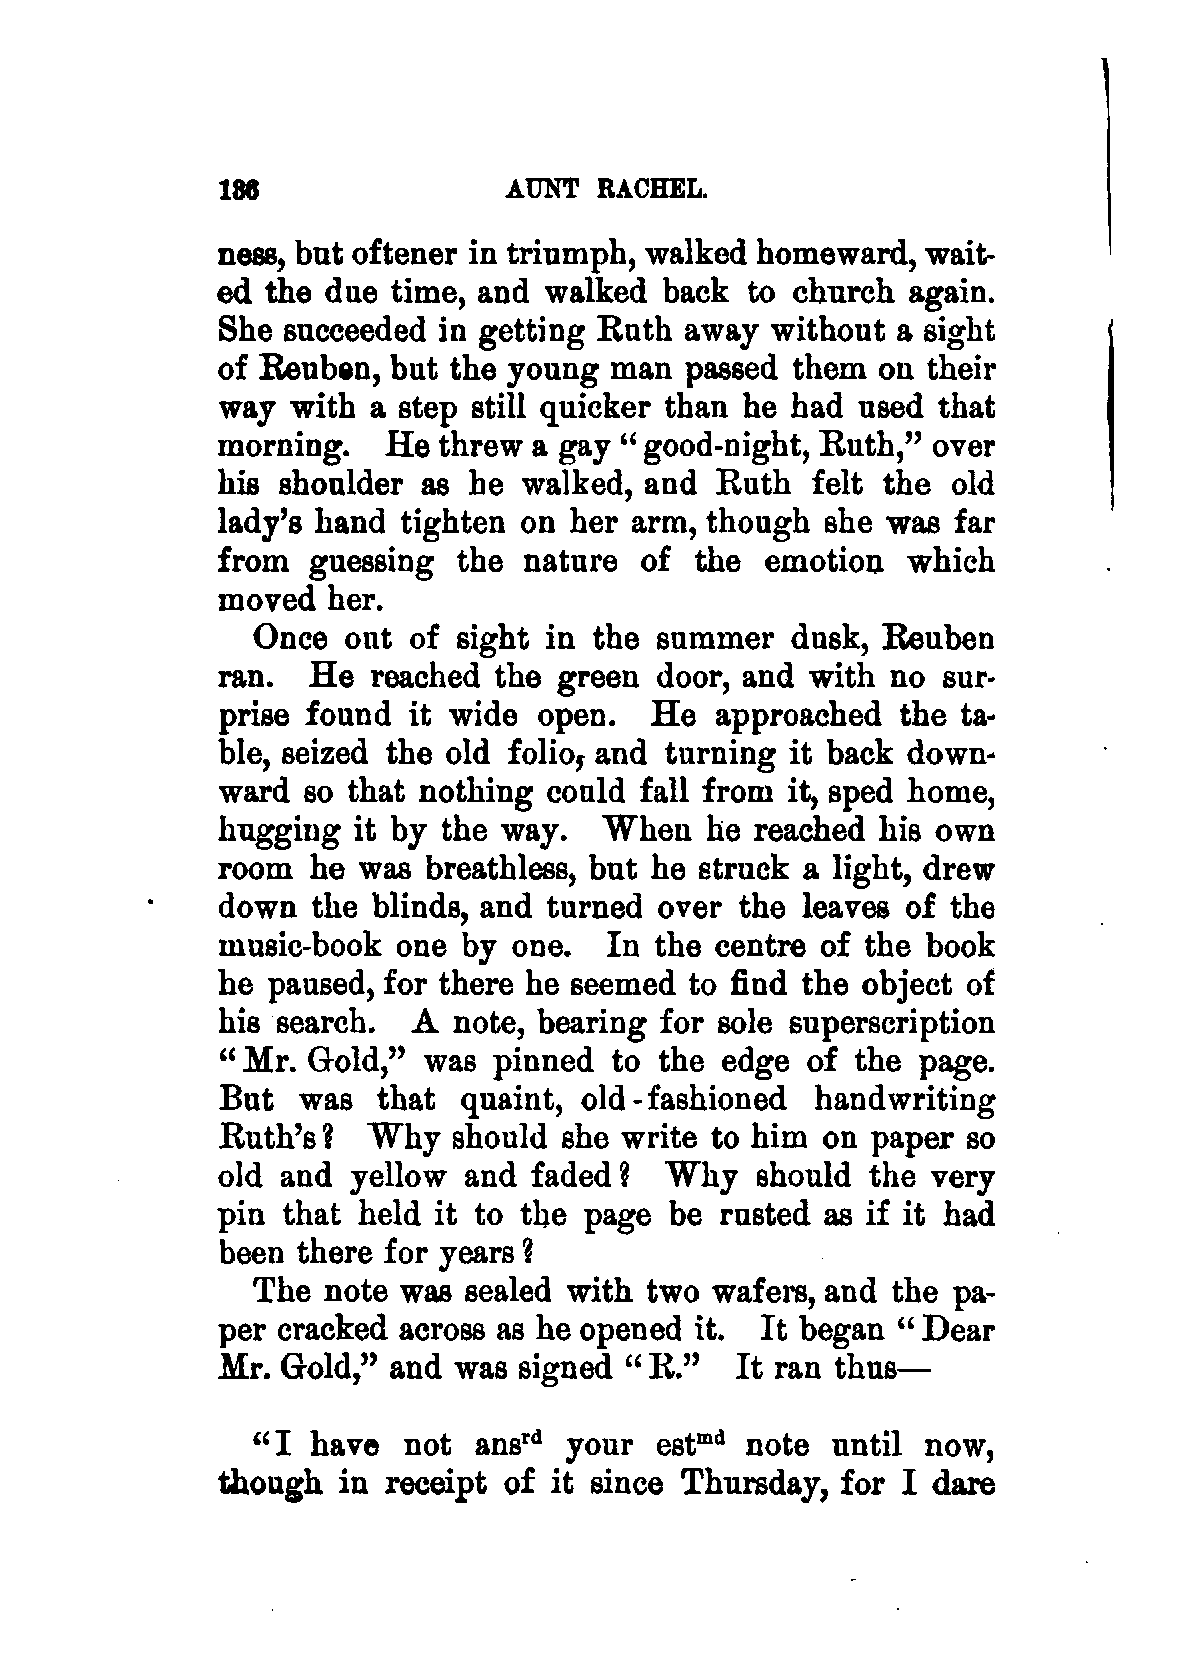 136 AUNT RACHEL.
ness, but oftener in triumph, walked homeward, wait-
ed the due time, and walked back to church again.
She succeeded in getting Ruth away without a sight
of Reuben, but the young man passed them on their
way with a step still quicker than he had used that
morning. He threw a gay “good-night, Ruth,” over
his shoulder as he walked, and Ruth felt the old
lady’s hand tighten on her arm, though she was far
from guessing the nature of the emotion which
moved her.
Once out of sight in the summer dusk, Reuben
ran. He reached the green door, and with no sur-
prise found it wide open. He approached the ta-
ble, seized the old folio, and turning it back down-
ward so that nothing could fall from it, sped home,
hugging it by the way. When he reached his own
room he was breathless, but he struck a light, drew
down the blinds, and turned over the leaves of the
music-book one by one. In the centre of the book
he paused, for there he seemed to find the object of
his search. A note, bearing for sole superscription
“Mr. Gold,” was pinned to the edge of the page.
But was that quaint, old-fashioned handwriting
Ruth’s? Why should she write to him on paper so
old and yellow and faded? Why should the very
pin that held it to the page be rusted as if it had
been there for years?
The note was sealed with two wafers, and the pa-
per cracked across as he opened it. It began “Dear
Mr. Gold,” and was signed “R.” It ran thus—
“I have not ansʳᵈ your estᵐᵈ note until now,
though in receipt of it since Thursday, for I dare